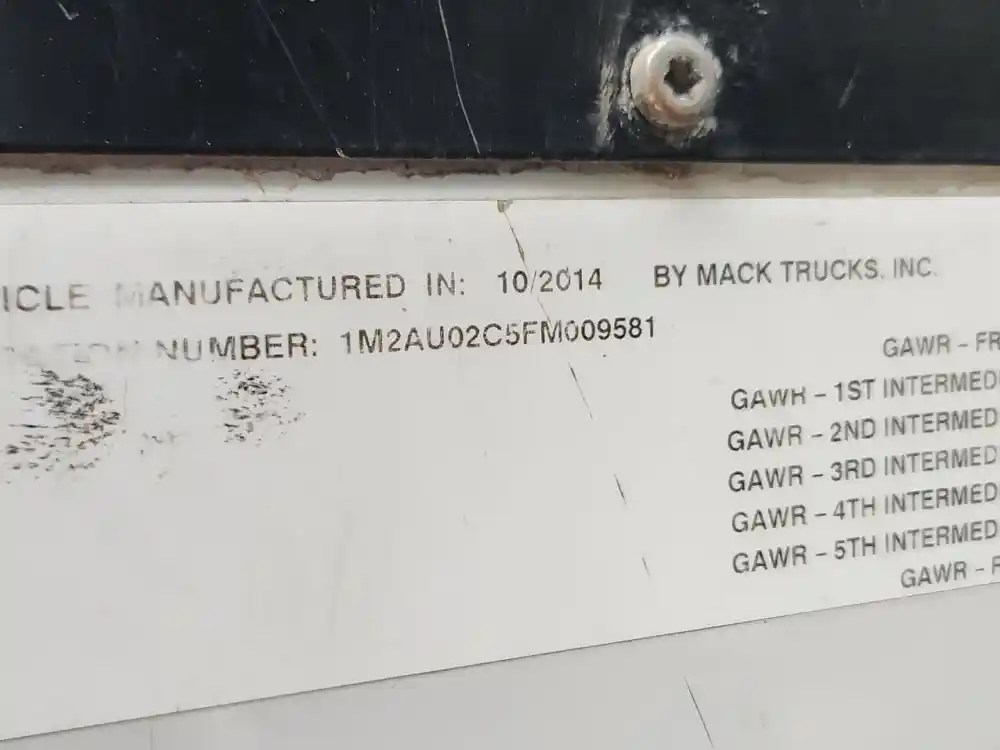 ICLE MANUFACTURED IN: 10/2014 BY MACK TRUCKS, INC.
NUMBER: 1M2AU02C5FM009581
GAWR - FR
GAWR - 1ST INTERMED
GAWR - 2ND INTERMED
GAWR - 3RD INTERMED
GAWR - 4TH INTERMED
GAWR - 5TH INTERMED
GAWR - F